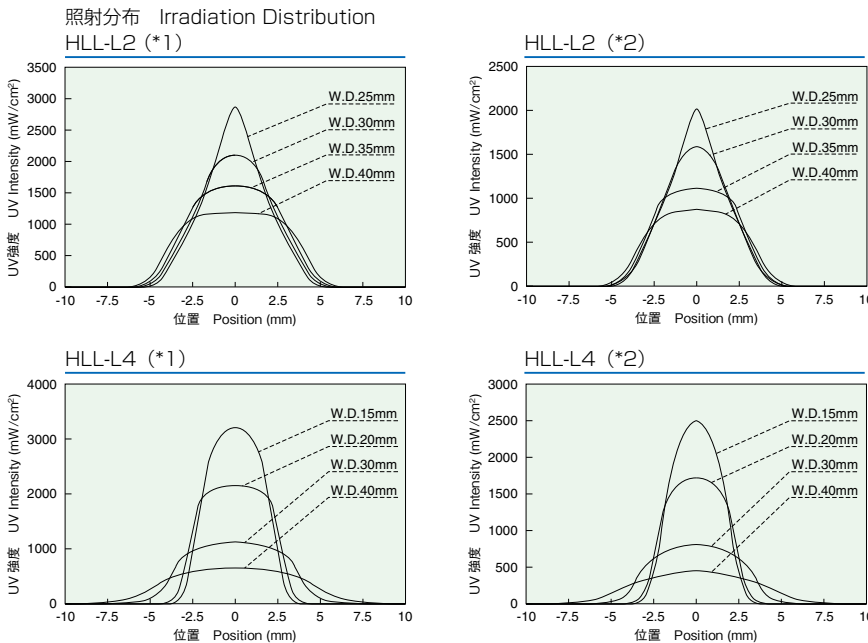 照射分布 Irradiation Distribution
HLL-L2 (*1)
UV強度 UV Intensity (mW/cm²)
3500
3000
2500
2000
1500
1000
500
0
W.D.25mm
W.D.30mm
W.D.35mm
W.D.40mm
-10 -7.5 -5 -2.5 0 2.5 5 7.5 10
位置 Position (mm)
HLL-L2 (*2)
UV 強度 UV Intensity (mW/cm²)
2500
2000
1500
1000
500
0
W.D.25mm
W.D.30mm
W.D.35mm
W.D.40mm
-10 -7.5 -5 -2.5 0 2.5 5 7.5 10
位置 Position (mm)
HLL-L4 (*1)
UV 強度 UV Intensity (mW/cm²)
4000
3000
2000
1000
0
W.D.15mm
W.D.20mm
W.D.30mm
W.D.40mm
-10 -7.5 -5 -2.5 0 2.5 5 7.5 10
位置 Position (mm)
HLL-L4 (*2)
UV 強度 UV Intensity (mW/cm²)
3000
2500
2000
1500
1000
500
0
W.D.15mm
W.D.20mm
W.D.30mm
W.D.40mm
-10 -7.5 -5 -2.5 0 2.5 5 7.5 10
位置 Position (mm)